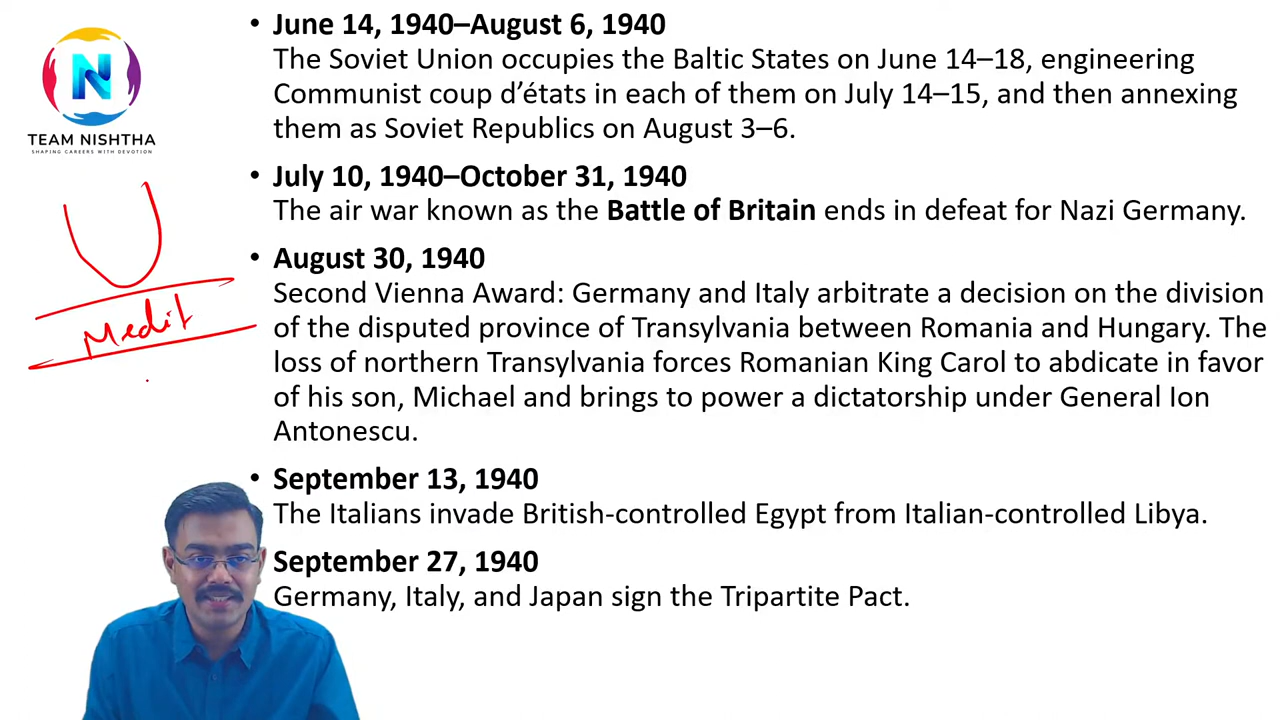 TEAM NISHTHA
SHAPING CAREERS WITH DEVOTION
Medit
• June 14, 1940–August 6, 1940
The Soviet Union occupies the Baltic States on June 14–18, engineering
Communist coup d’états in each of them on July 14–15, and then annexing
them as Soviet Republics on August 3–6.
• July 10, 1940–October 31, 1940
The air war known as the Battle of Britain ends in defeat for Nazi Germany.
• August 30, 1940
Second Vienna Award: Germany and Italy arbitrate a decision on the division
of the disputed province of Transylvania between Romania and Hungary. The
loss of northern Transylvania forces Romanian King Carol to abdicate in favor
of his son, Michael and brings to power a dictatorship under General Ion
Antonescu.
• September 13, 1940
The Italians invade British-controlled Egypt from Italian-controlled Libya.
September 27, 1940
Germany, Italy, and Japan sign the Tripartite Pact.